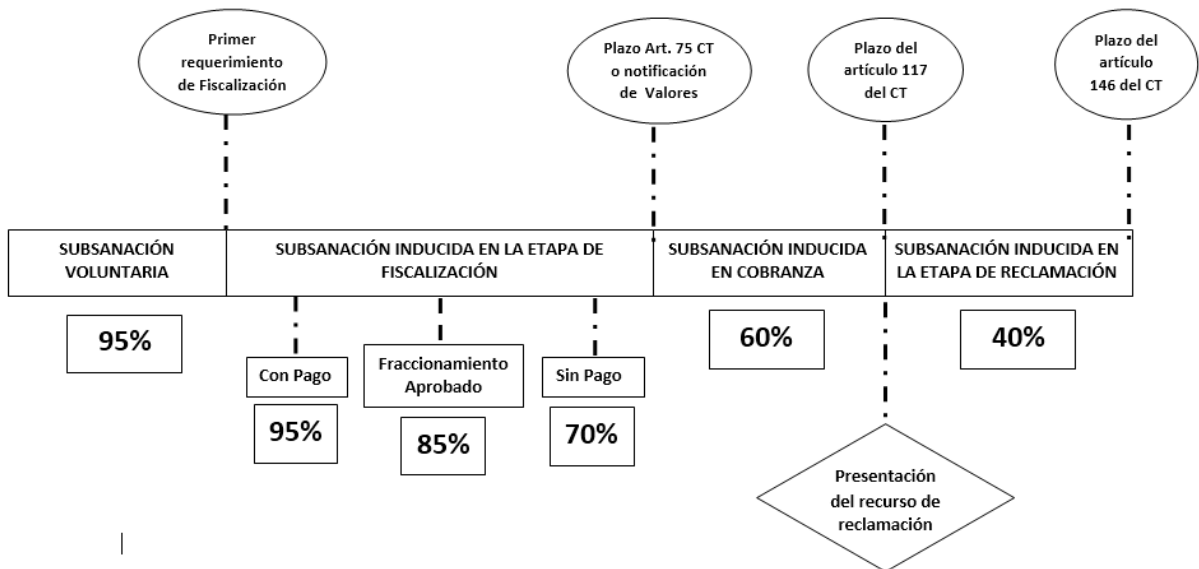 Primer
requerimiento
de Fiscalización
Plazo Art. 75 CT
o notificación
de Valores
Plazo del
artículo 117
del CT
Plazo del
artículo
146 del CT
SUBSANACIÓN
VOLUNTARIA
SUBSANACIÓN INDUCIDA EN LA ETAPA DE
FISCALIZACIÓN
SUBSANACIÓN INDUCIDA
EN COBRANZA
SUBSANACIÓN INDUCIDA EN
LA ETAPA DE RECLAMACIÓN
95%
Con Pago
95%
Fraccionamiento
Aprobado
85%
Sin Pago
70%
60%
40%
Presentación
del recurso de
reclamación